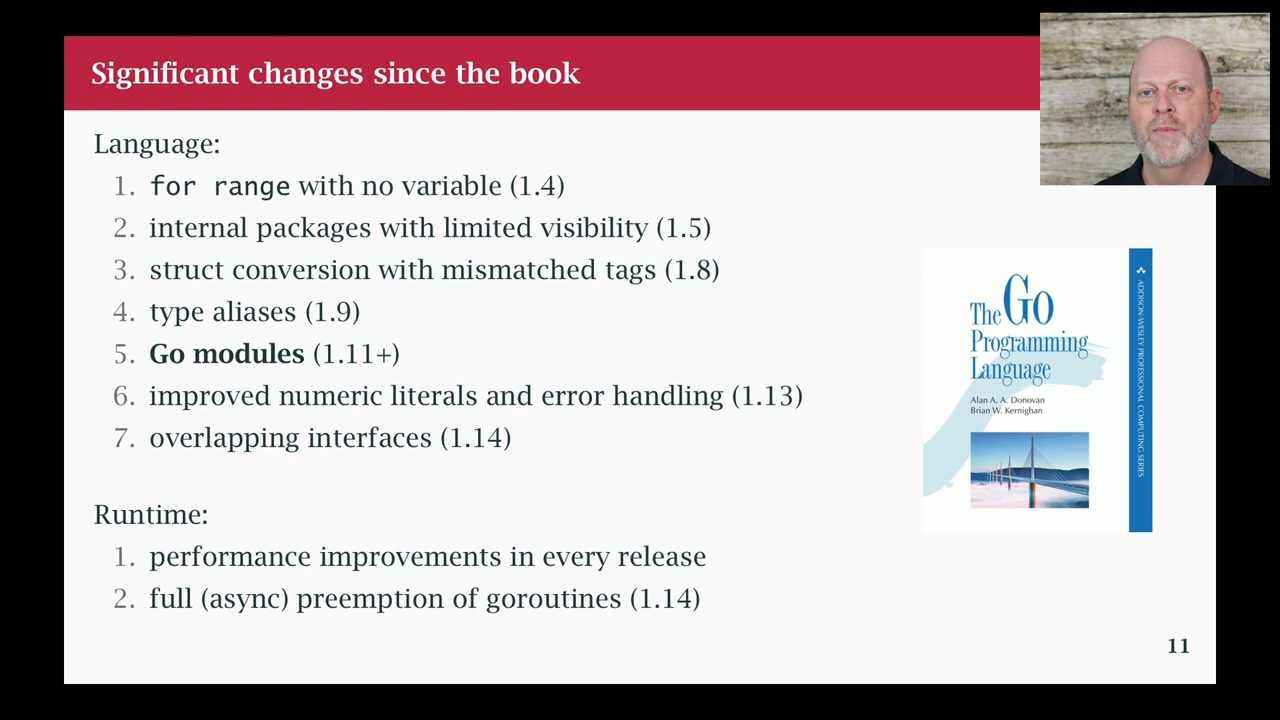 Significant changes since the book
Language:
1. for range with no variable (1.4)
2. internal packages with limited visibility (1.5)
3. struct conversion with mismatched tags (1.8)
4. type aliases (1.9)
5. Go modules (1.11+)
6. improved numeric literals and error handling (1.13)
7. overlapping interfaces (1.14)
Runtime:
1. performance improvements in every release
2. full (async) preemption of goroutines (1.14)
The Go
Programming
Language
Alan A. A. Donovan
Brian W. Kernighan
ADDISON-WESLEY PROFESSIONAL COMPUTING SERIES
11